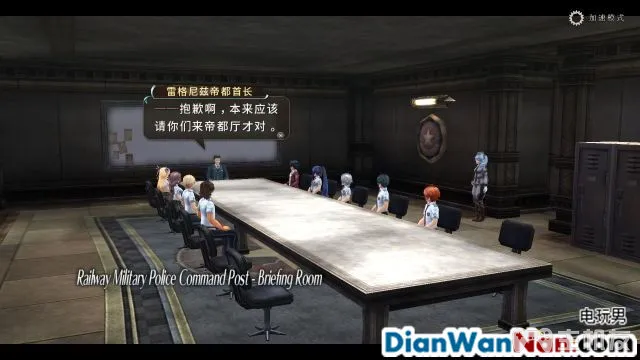 加速模式
雷格尼兹帝都首长
——抱歉啊，本来应该
请你们来帝都厅才对。
Railway Military Police Command Post - Briefing Room
电玩男
DianWanNan.com